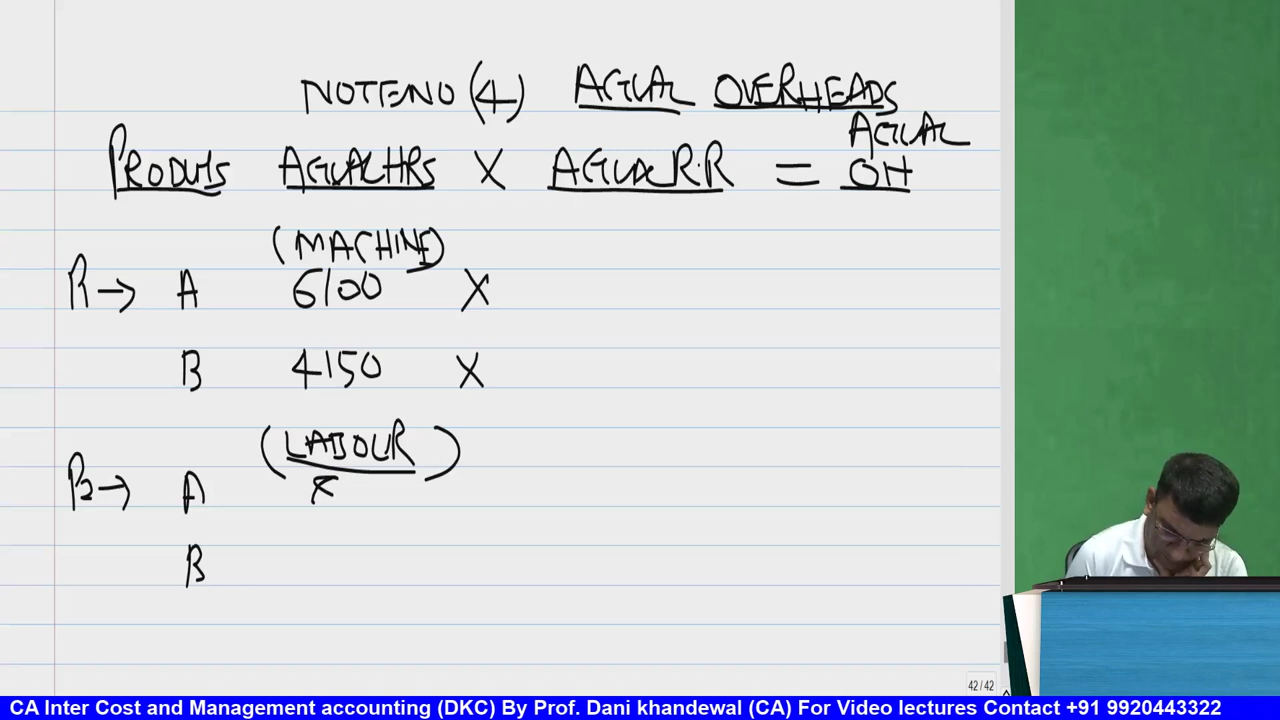 NOTE NO (4) ACTUAL OVERHEADS
ACTUAL
PRODUTS ACTUAL HRS X ACTUAL R.R = OH
(MACHINE)
P1 → A 6100 X
B 4150 X
(LABOUR)
P2 → A
B
42/42
CA Inter Cost and Management accounting (DKC) By Prof. Dani khandewal (CA) For Video lectures Contact +91 9920443322